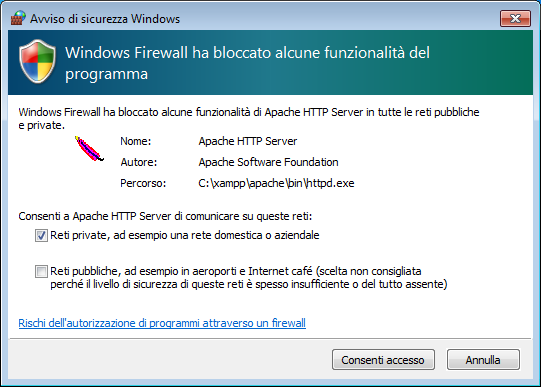 Avviso di sicurezza Windows
Windows Firewall ha bloccato alcune funzionalità del
programma
Windows Firewall ha bloccato alcune funzionalità di Apache HTTP Server in tutte le reti pubbliche
e private.
Nome: Apache HTTP Server
Autore: Apache Software Foundation
Percorso: C:\xampp\apache\bin\httpd.exe
Consenti a Apache HTTP Server di comunicare su queste reti:
Reti private, ad esempio una rete domestica o aziendale
Reti pubbliche, ad esempio in aeroporti e Internet café (scelta non consigliata
perché il livello di sicurezza di queste reti è spesso insufficiente o del tutto assente)
Rischi dell'autorizzazione di programmi attraverso un firewall
Consenti accesso Annulla